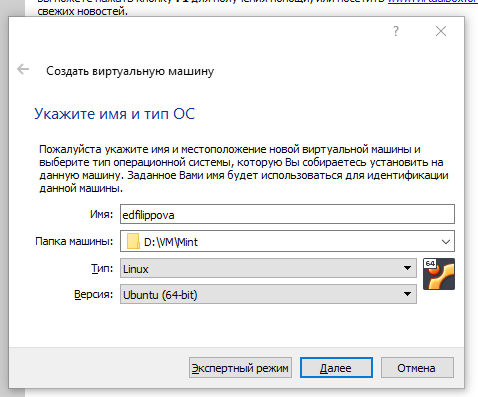 свежих новостей.
?
Создать виртуальную машину
Укажите имя и тип ОС
Пожалуйста укажите имя и местоположение новой виртуальной машины и
выберите тип операционной системы, которую Вы собираетесь установить на
данную машину. Заданное Вами имя будет использоваться для идентификации
данной машины.
Имя: edfilippova
Папка машины: D:\VM\Mint
Тип: Linux
64
Версия: Ubuntu (64-bit)
Экспертный режим Далее Отмена